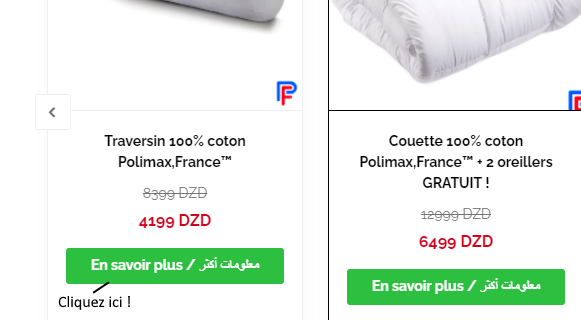 Traversin 100% coton
Polimax,France™
8399 DZD
4199 DZD
En savoir plus / معلومات أكثر
Cliquez ici !
Couette 100% coton
Polimax,France™ + 2 oreillers
GRATUIT !
12999 DZD
6499 DZD
En savoir plus / معلومات أكثر